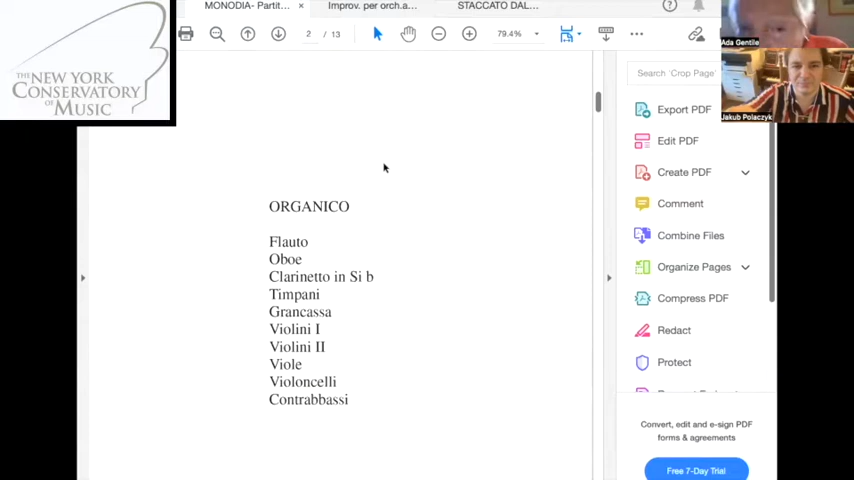 MONODIA- Partit...
Improv. per orch.a...
STACCATO DAL...
2 / 13
79.4%
THE NEW YORK
CONSERVATORY
OF MUSIC
Ada Gentile
Jakub Polaczyk
Search 'Crop Page'
ORGANICO
Flauto
Oboe
Clarinetto in Si b
Timpani
Grancassa
Violini I
Violini II
Viole
Violoncelli
Contrabbassi
Export PDF
Edit PDF
Create PDF
Comment
Combine Files
Organize Pages
Compress PDF
Redact
Protect
Convert, edit and e-sign PDF
forms & agreements
Free 7-Day Trial